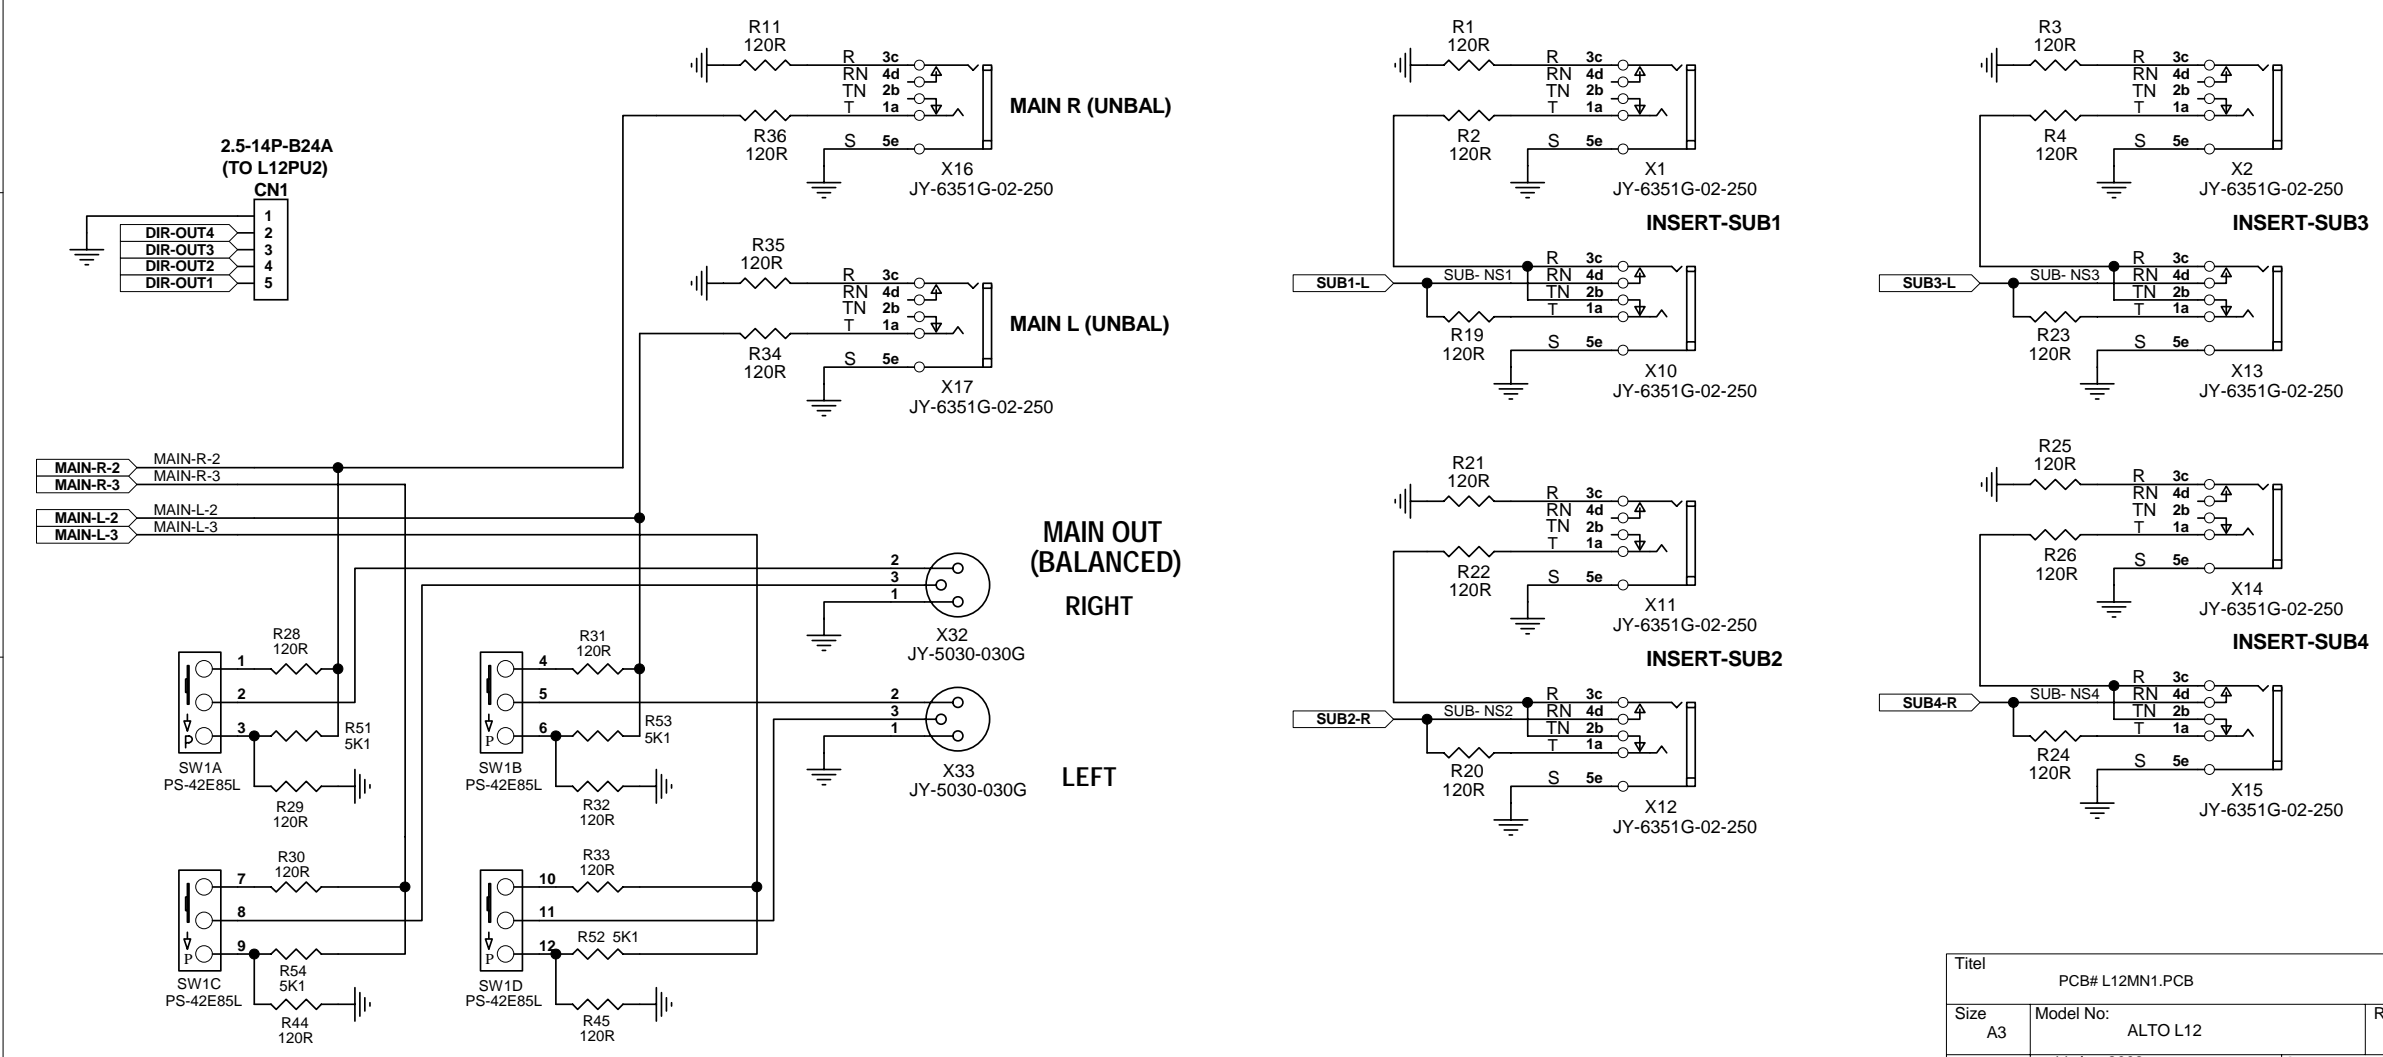 2.5-14P-B24A
(TO L12PU2)
CN1
1
DIR-OUT4 2
DIR-OUT3 3
DIR-OUT2 4
DIR-OUT1 5
R11
120R
R 3c
RN 4d
TN 2b
T 1a
R36
120R
S 5e
X16
JY-6351G-02-250
MAIN R (UNBAL)
R35
120R
R 3c
RN 4d
TN 2b
T 1a
R34
120R
S 5e
X17
JY-6351G-02-250
MAIN L (UNBAL)
MAIN-R-2 MAIN-R-2
MAIN-R-3 MAIN-R-3
MAIN-L-2 MAIN-L-2
MAIN-L-3 MAIN-L-3
MAIN OUT
(BALANCED)
RIGHT
2
3
1
X32
JY-5030-030G
LEFT
2
3
1
X33
JY-5030-030G
R28
120R
1
2
3
P
R51
5K1
SW1A
PS-42E85L
R29
120R
R31
120R
4
5
6
P
R53
5K1
SW1B
PS-42E85L
R32
120R
R30
120R
7
8
9
P
R54
5K1
SW1C
PS-42E85L
R44
120R
R33
120R
10
11
12
P
R52 5K1
SW1D
PS-42E85L
R45
120R
R1
120R
R 3c
RN 4d
TN 2b
T 1a
R2
120R
S 5e
X1
JY-6351G-02-250
INSERT-SUB1
SUB1-L
SUB- NS1
R 3c
RN 4d
TN 2b
T 1a
R19
120R
S 5e
X10
JY-6351G-02-250
R21
120R
R 3c
RN 4d
TN 2b
T 1a
R22
120R
S 5e
X11
JY-6351G-02-250
INSERT-SUB2
SUB2-R
SUB- NS2
R 3c
RN 4d
TN 2b
T 1a
R20
120R
S 5e
X12
JY-6351G-02-250
R3
120R
R 3c
RN 4d
TN 2b
T 1a
R4
120R
S 5e
X2
JY-6351G-02-250
INSERT-SUB3
SUB3-L
SUB- NS3
R 3c
RN 4d
TN 2b
T 1a
R23
120R
S 5e
X13
JY-6351G-02-250
R25
120R
R 3c
RN 4d
TN 2b
T 1a
R26
120R
S 5e
X14
JY-6351G-02-250
INSERT-SUB4
SUB4-R
SUB- NS4
R 3c
RN 4d
TN 2b
T 1a
R24
120R
S 5e
X15
JY-6351G-02-250
Titel
PCB# L12MN1.PCB
Size
A3
Model No:
ALTO L12